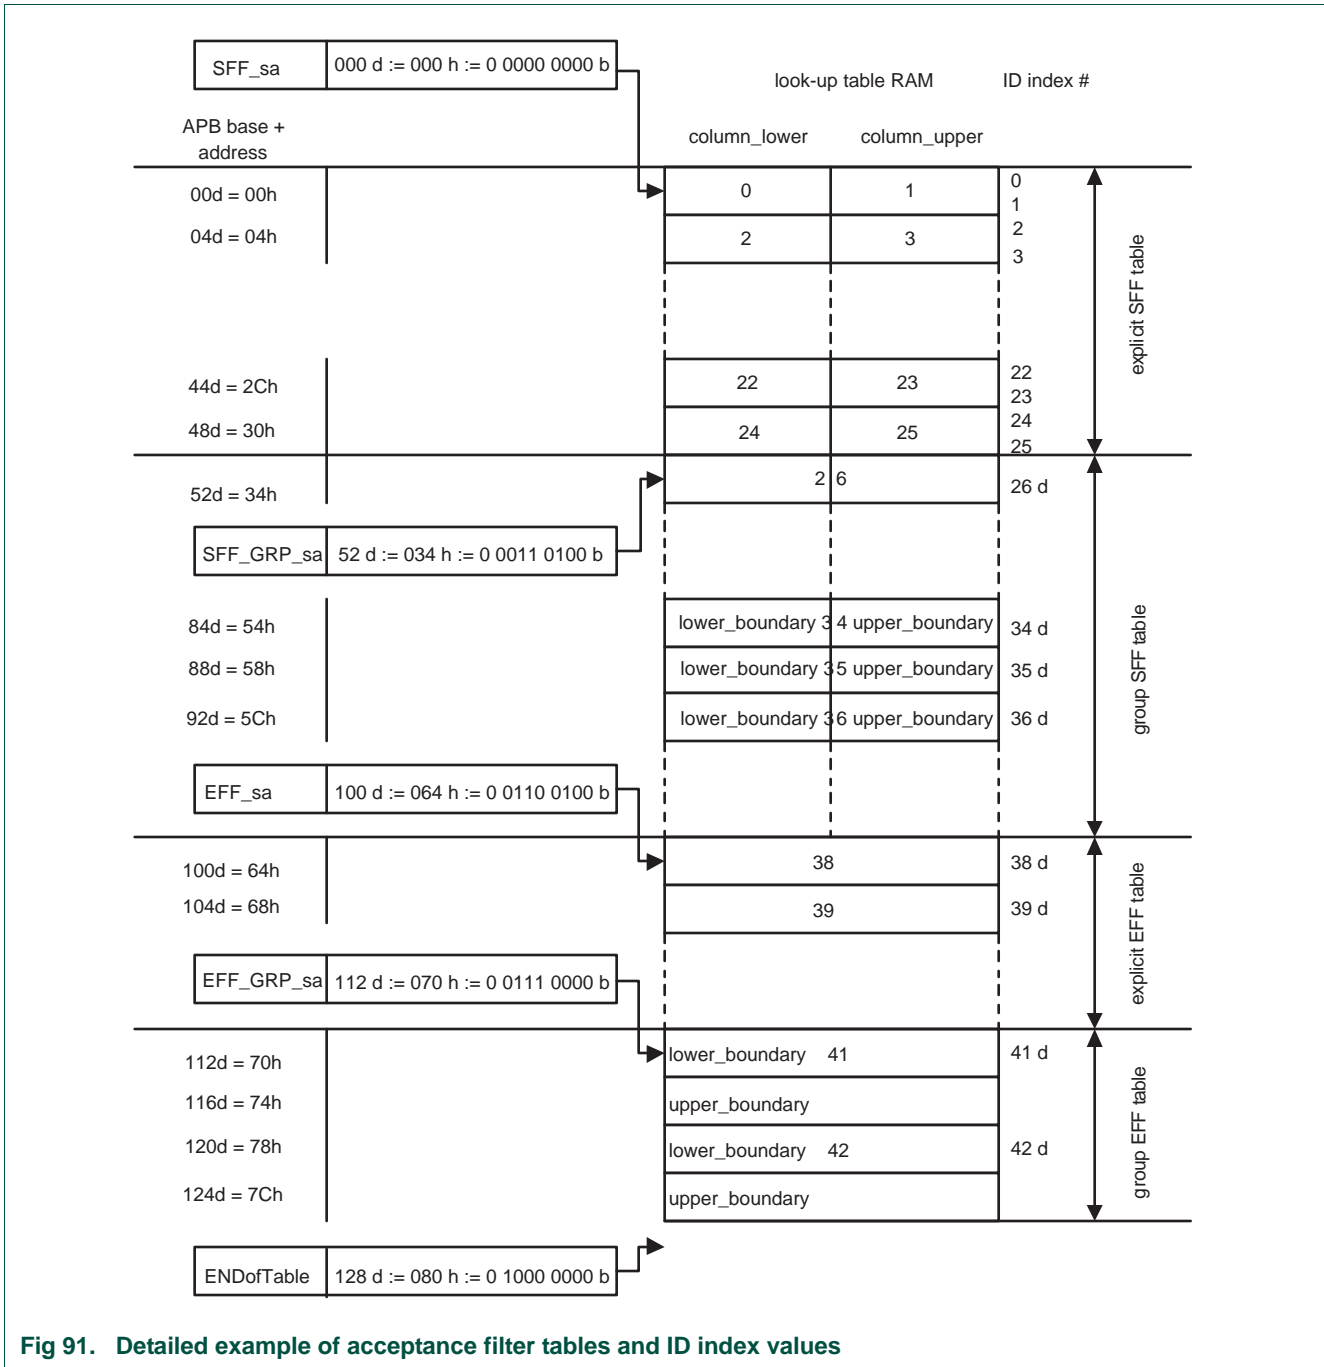 SFF_sa 000 d := 000 h := 0 0000 0000 b
look-up table RAM ID index #
APB base +
address
column_lower column_upper
00d = 00h 0 1 0
1
04d = 04h 2 3 2
3
explicit SFF table
44d = 2Ch 22 23 22
23
48d = 30h 24 25 24
25
52d = 34h 2 6 26 d
SFF_GRP_sa 52 d := 034 h := 0 0011 0100 b
84d = 54h lower_boundary 3 4 upper_boundary 34 d
88d = 58h lower_boundary 3 5 upper_boundary 35 d
92d = 5Ch lower_boundary 3 6 upper_boundary 36 d
group SFF table
EFF_sa 100 d := 064 h := 0 0110 0100 b
100d = 64h 38 38 d
104d = 68h 39 39 d
explicit EFF table
EFF_GRP_sa 112 d := 070 h := 0 0111 0000 b
112d = 70h lower_boundary 41 41 d
116d = 74h upper_boundary
120d = 78h lower_boundary 42 42 d
124d = 7Ch upper_boundary
group EFF table
ENDofTable 128 d := 080 h := 0 1000 0000 b
Fig 91. Detailed example of acceptance filter tables and ID index values